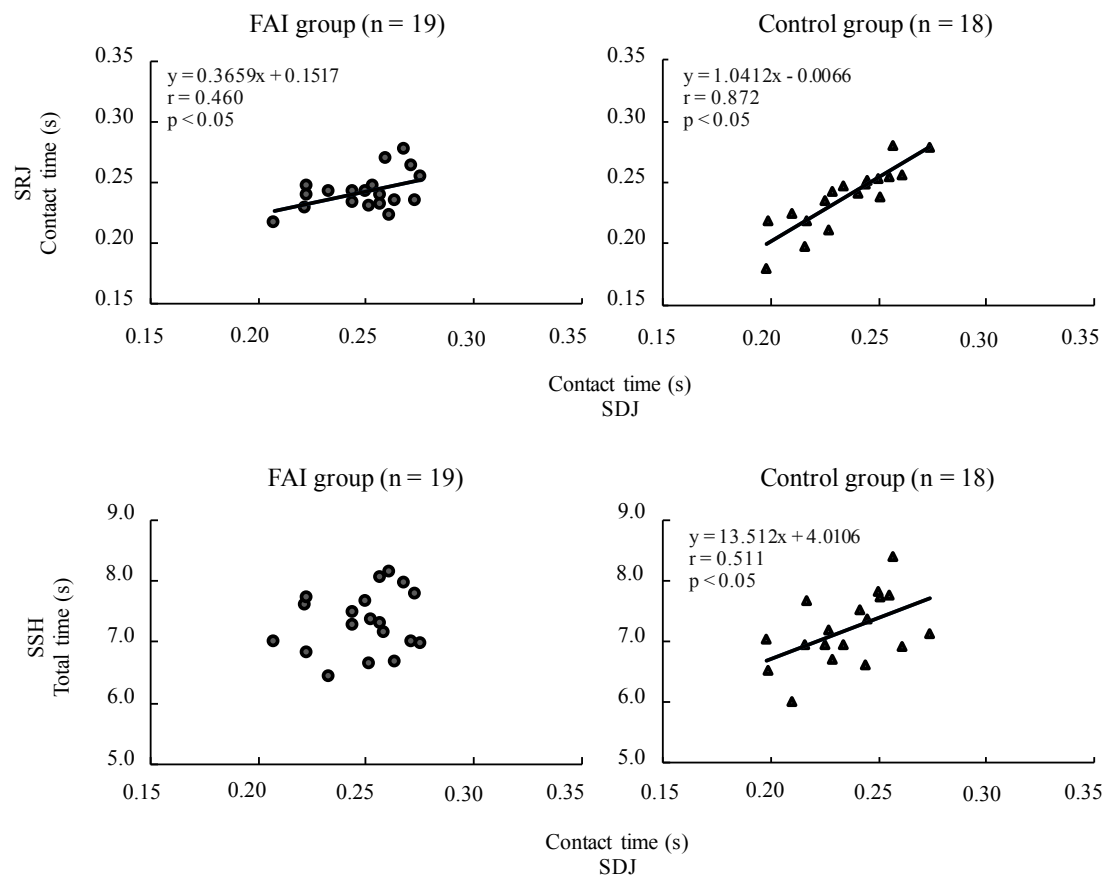 FAI group (n = 19)
y = 0.3659x + 0.1517
r = 0.460
p < 0.05
SRJ
Contact time (s)
0.35
0.30
0.25
0.20
0.15
0.15 0.20 0.25 0.30 0.35
Control group (n = 18)
y = 1.0412x - 0.0066
r = 0.872
p < 0.05
0.35
0.30
0.25
0.20
0.15
0.15 0.20 0.25 0.30 0.35
Contact time (s)
SDJ
FAI group (n = 19)
SSH
Total time (s)
9.0
8.0
7.0
6.0
5.0
0.15 0.20 0.25 0.30 0.35
Control group (n = 18)
y = 13.512x + 4.0106
r = 0.511
p < 0.05
9.0
8.0
7.0
6.0
5.0
0.15 0.20 0.25 0.30 0.35
Contact time (s)
SDJ